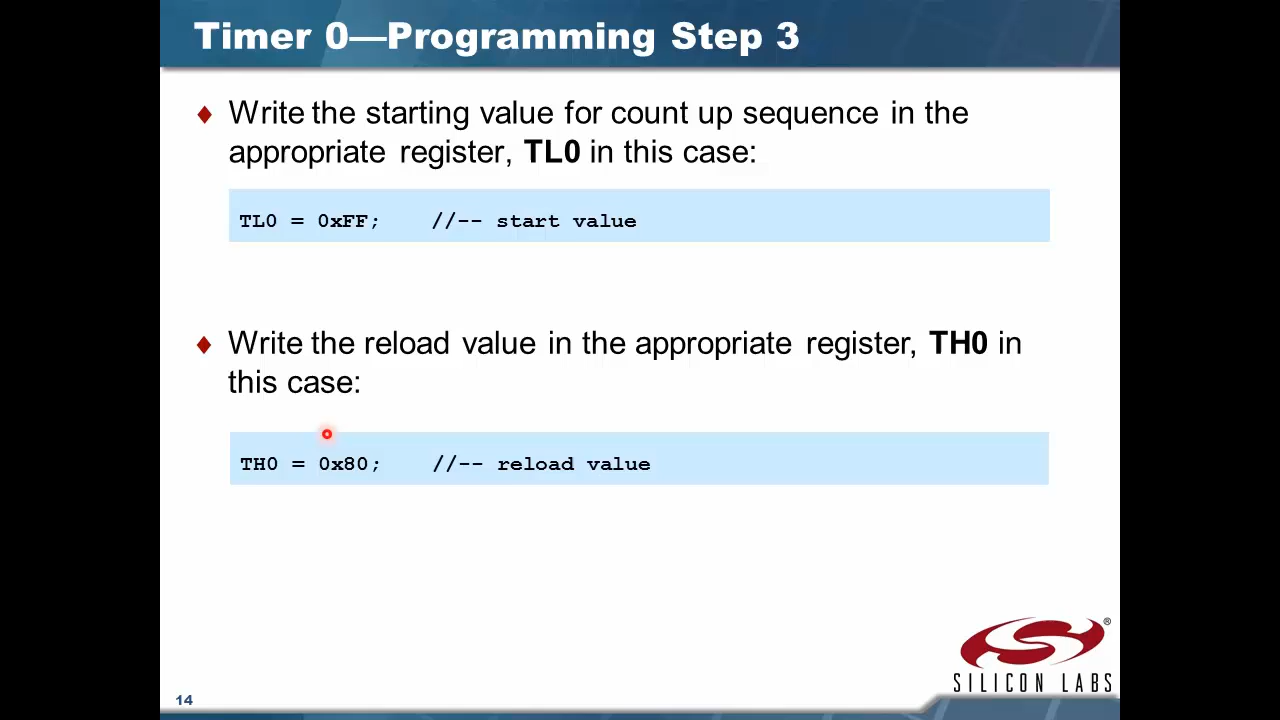 Timer 0—Programming Step 3
♦ Write the starting value for count up sequence in the
appropriate register, TL0 in this case:
TL0 = 0xFF;    //-- start value
♦ Write the reload value in the appropriate register, TH0 in
this case:
TH0 = 0x80;    //-- reload value
®
SILICON LABS
14